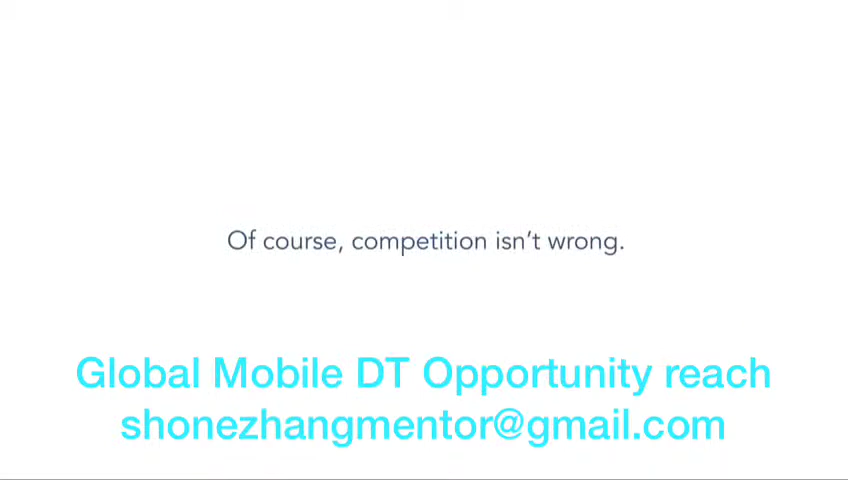 Of course, competition isn't wrong.
Global Mobile DT Opportunity reach
shonezhangmentor@gmail.com